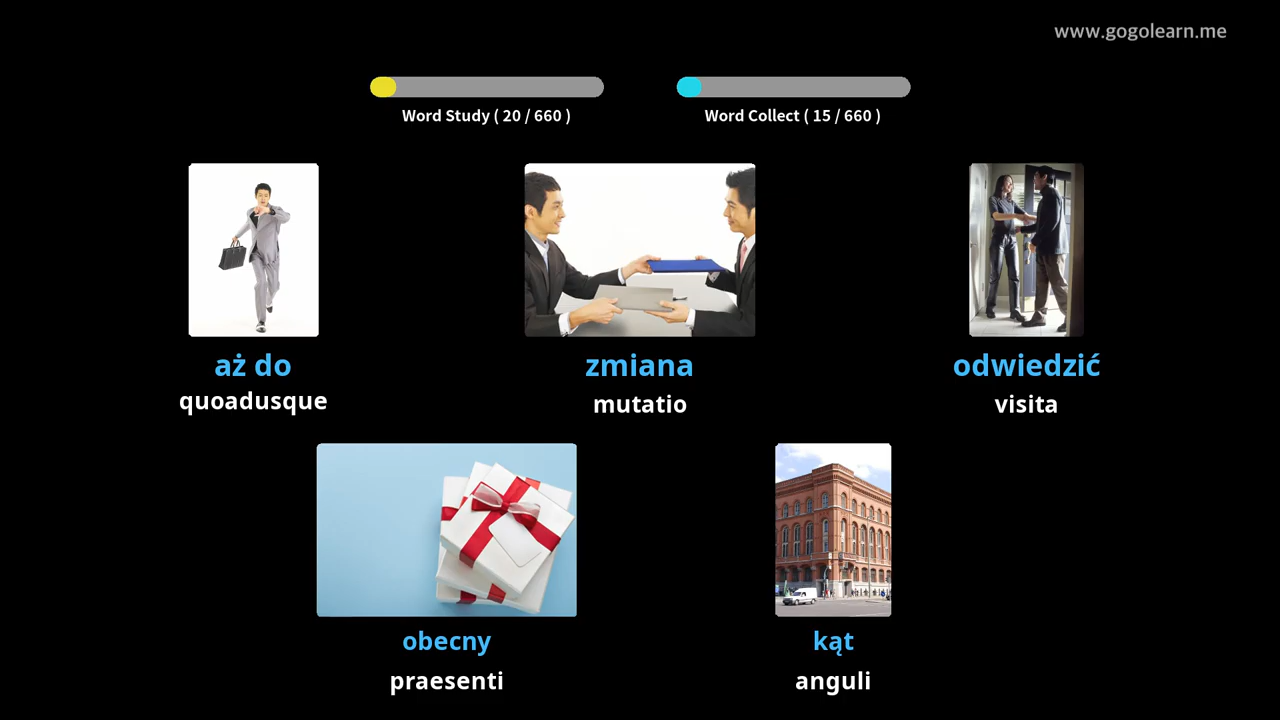 www.gogolearn.me
Word Study ( 20 / 660 )
Word Collect ( 15 / 660 )
aż do
quoadusque
zmiana
mutatio
odwiedzić
visita
obecny
praesenti
kąt
anguli